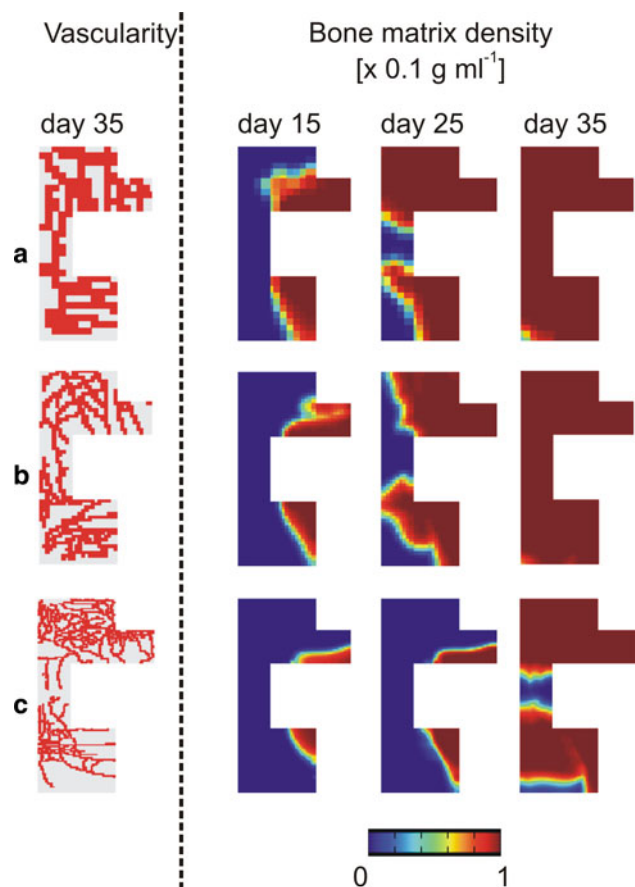 Vascularity
Bone matrix density
[x 0.1 g ml⁻¹]
day 35
day 15
day 25
day 35
a
b
c
0
1